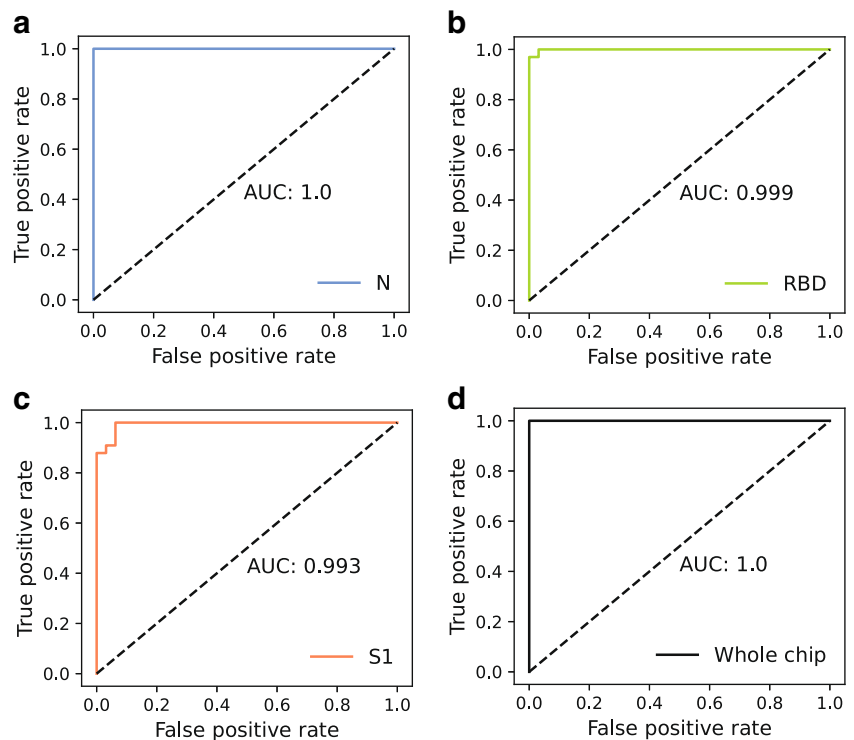 a
1.0
0.8
0.6
0.4
0.2
0.0
True positive rate
AUC: 1.0
N
0.0 0.2 0.4 0.6 0.8 1.0
False positive rate
b
1.0
0.8
0.6
0.4
0.2
0.0
True positive rate
AUC: 0.999
RBD
0.0 0.2 0.4 0.6 0.8 1.0
False positive rate
c
1.0
0.8
0.6
0.4
0.2
0.0
True positive rate
AUC: 0.993
S1
0.0 0.2 0.4 0.6 0.8 1.0
False positive rate
d
1.0
0.8
0.6
0.4
0.2
0.0
True positive rate
AUC: 1.0
Whole chip
0.0 0.2 0.4 0.6 0.8 1.0
False positive rate